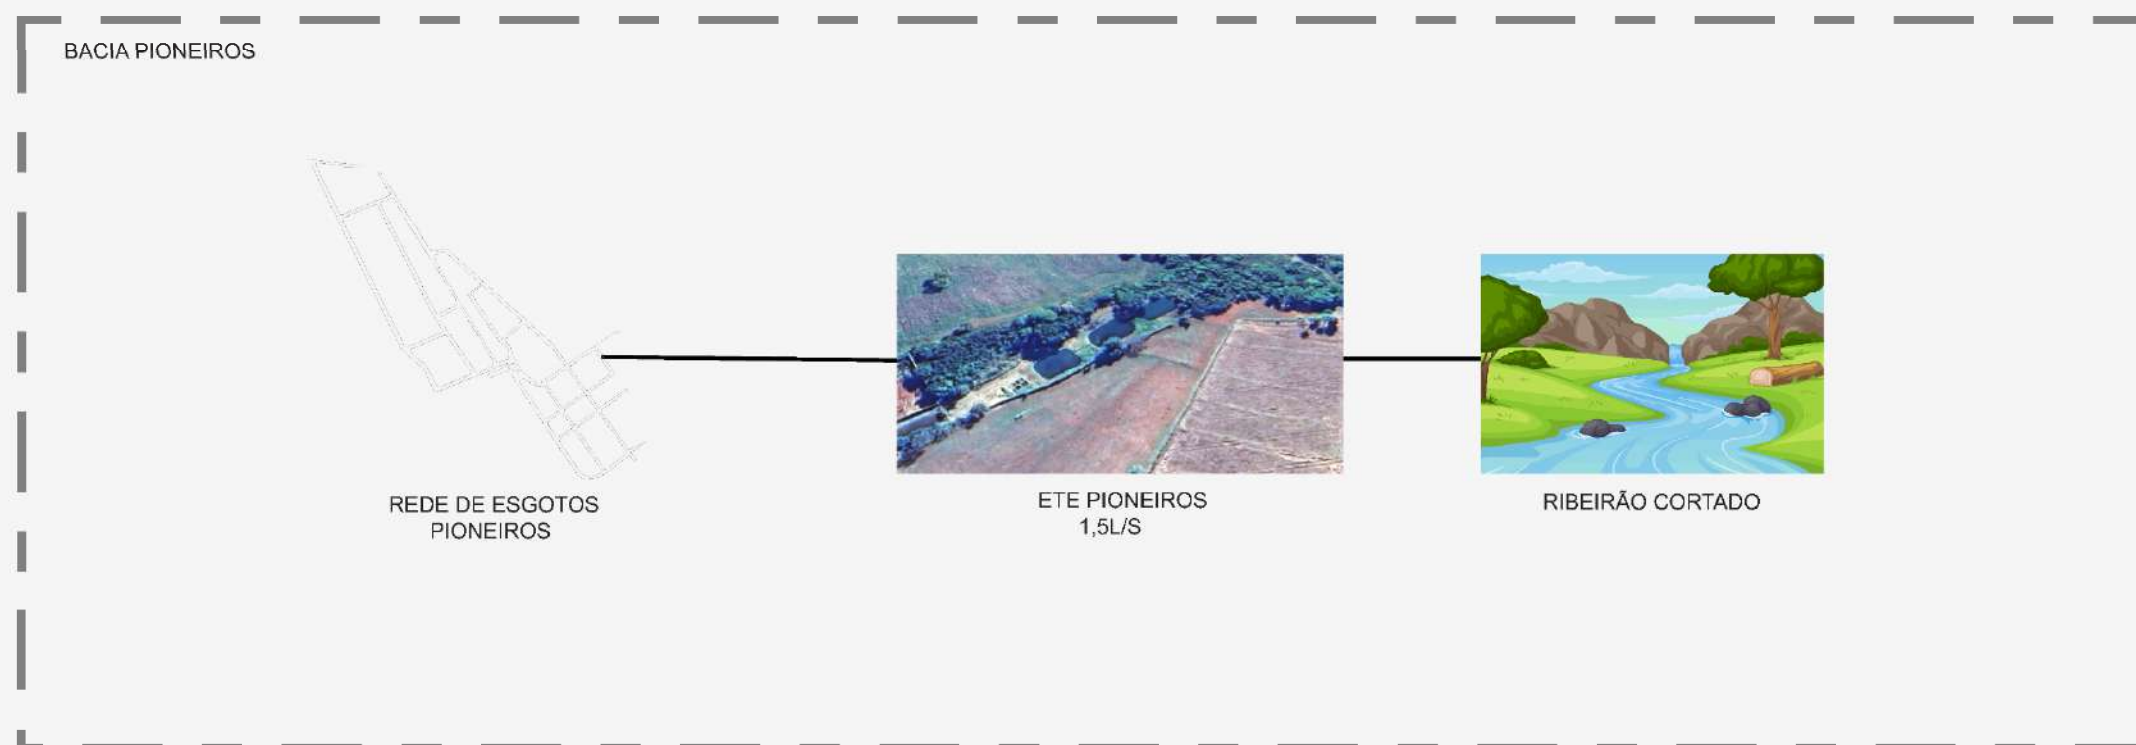 BACIA PIONEIROS
REDE DE ESGOTOS
PIONEIROS
ETE PIONEIROS
1,5L/S
RIBEIRÃO CORTADO